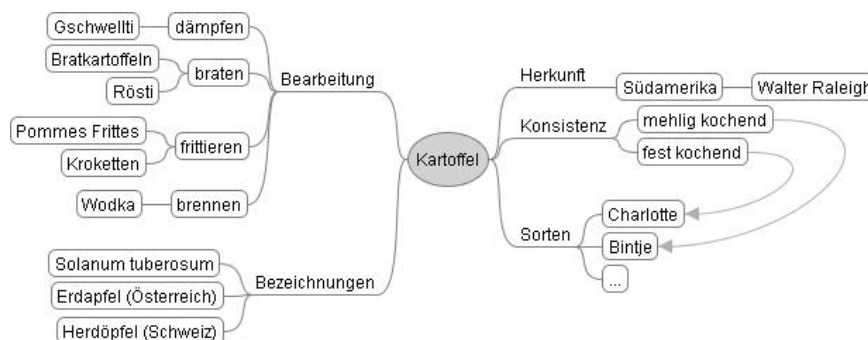 Kartoffel
Bearbeitung
dämpfen
Gschwellti
braten
Bratkartoffeln
Rösti
frittieren
Pommes Frittes
Kroketten
brennen
Wodka
Bezeichnungen
Solanum tuberosum
Erdapfel (Österreich)
Herdöpfel (Schweiz)
Herkunft
Südamerika
Walter Raleigh
Konsistenz
mehlig kochend
fest kochend
Sorten
Charlotte
Bintje
...